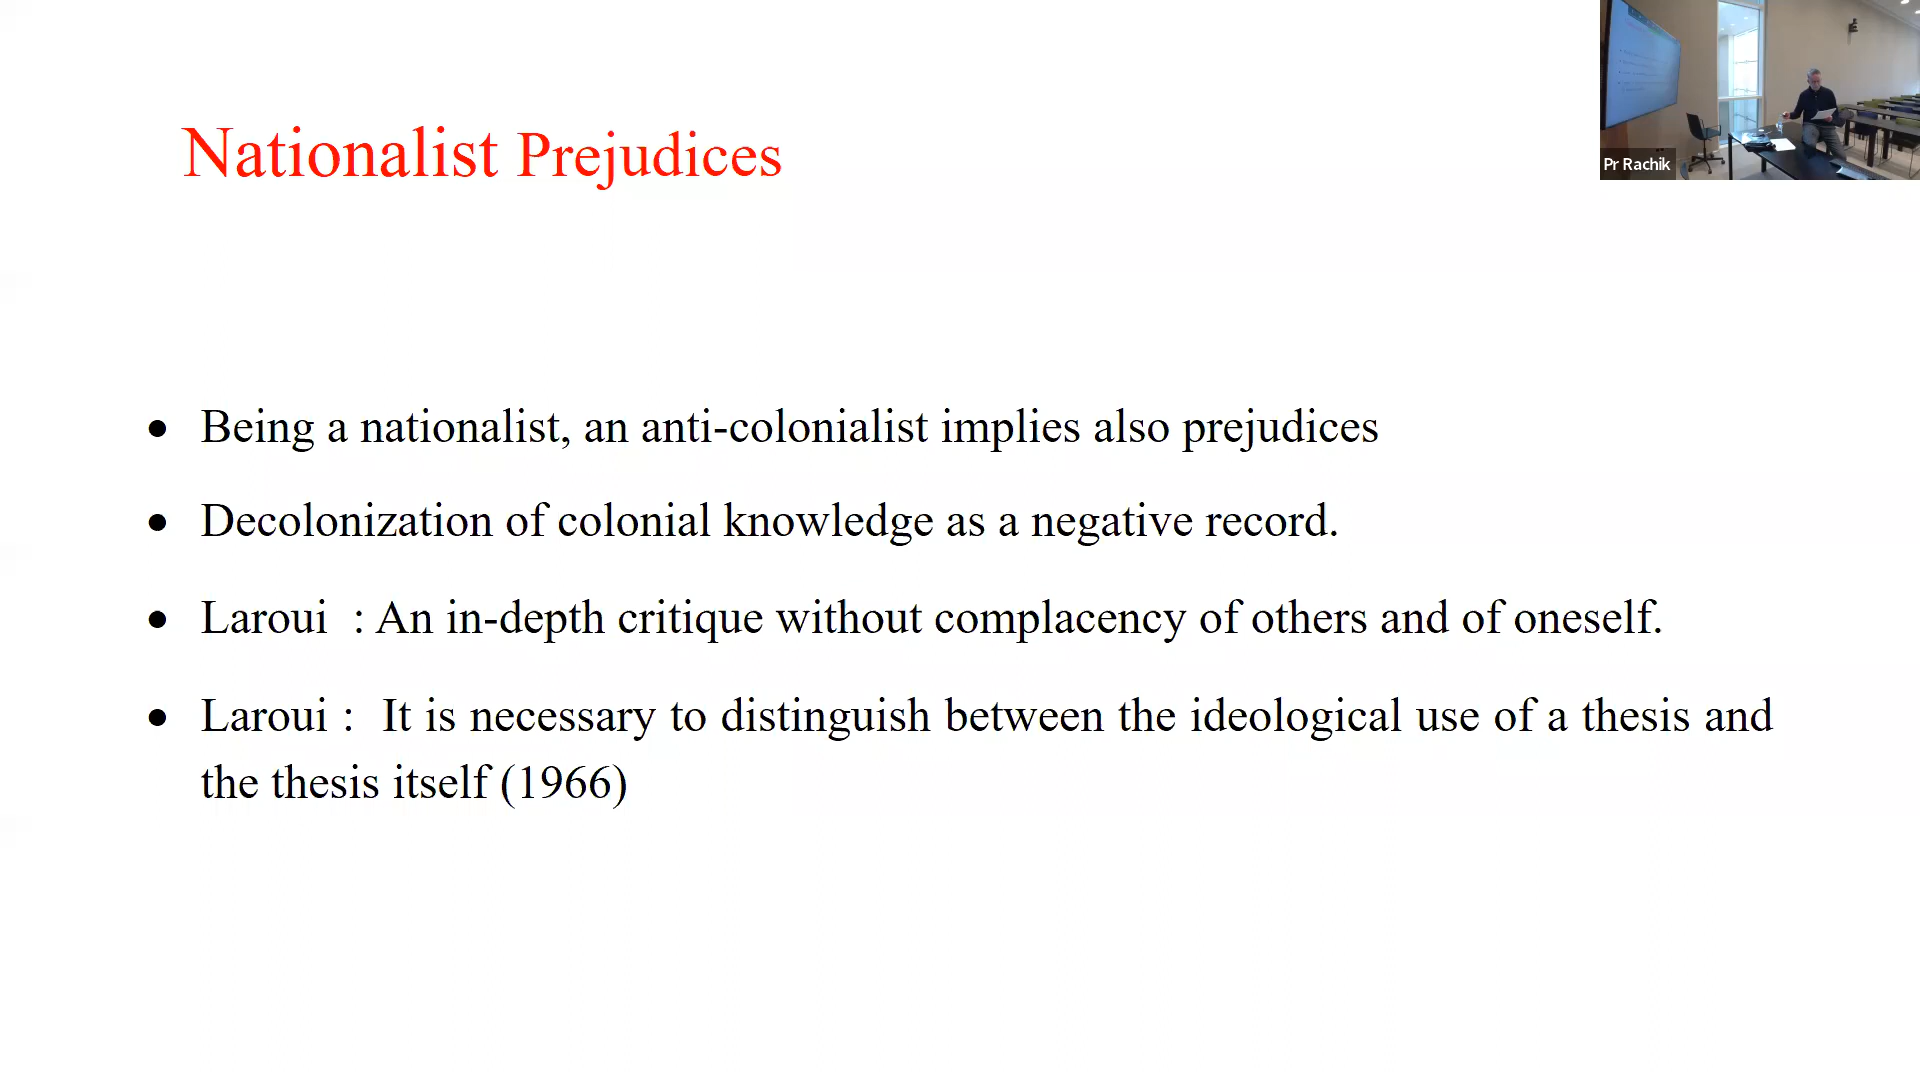 Nationalist Prejudices
Pr Rachik
• Being a nationalist, an anti-colonialist implies also prejudices
• Decolonization of colonial knowledge as a negative record.
• Laroui : An in-depth critique without complacency of others and of oneself.
• Laroui : It is necessary to distinguish between the ideological use of a thesis and
the thesis itself (1966)